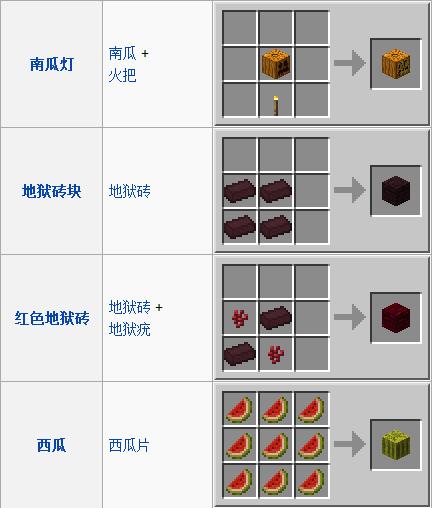 南瓜灯
南瓜 +
火把
地狱砖块
地狱砖
红色地狱砖
地狱砖 +
地狱疣
西瓜
西瓜片